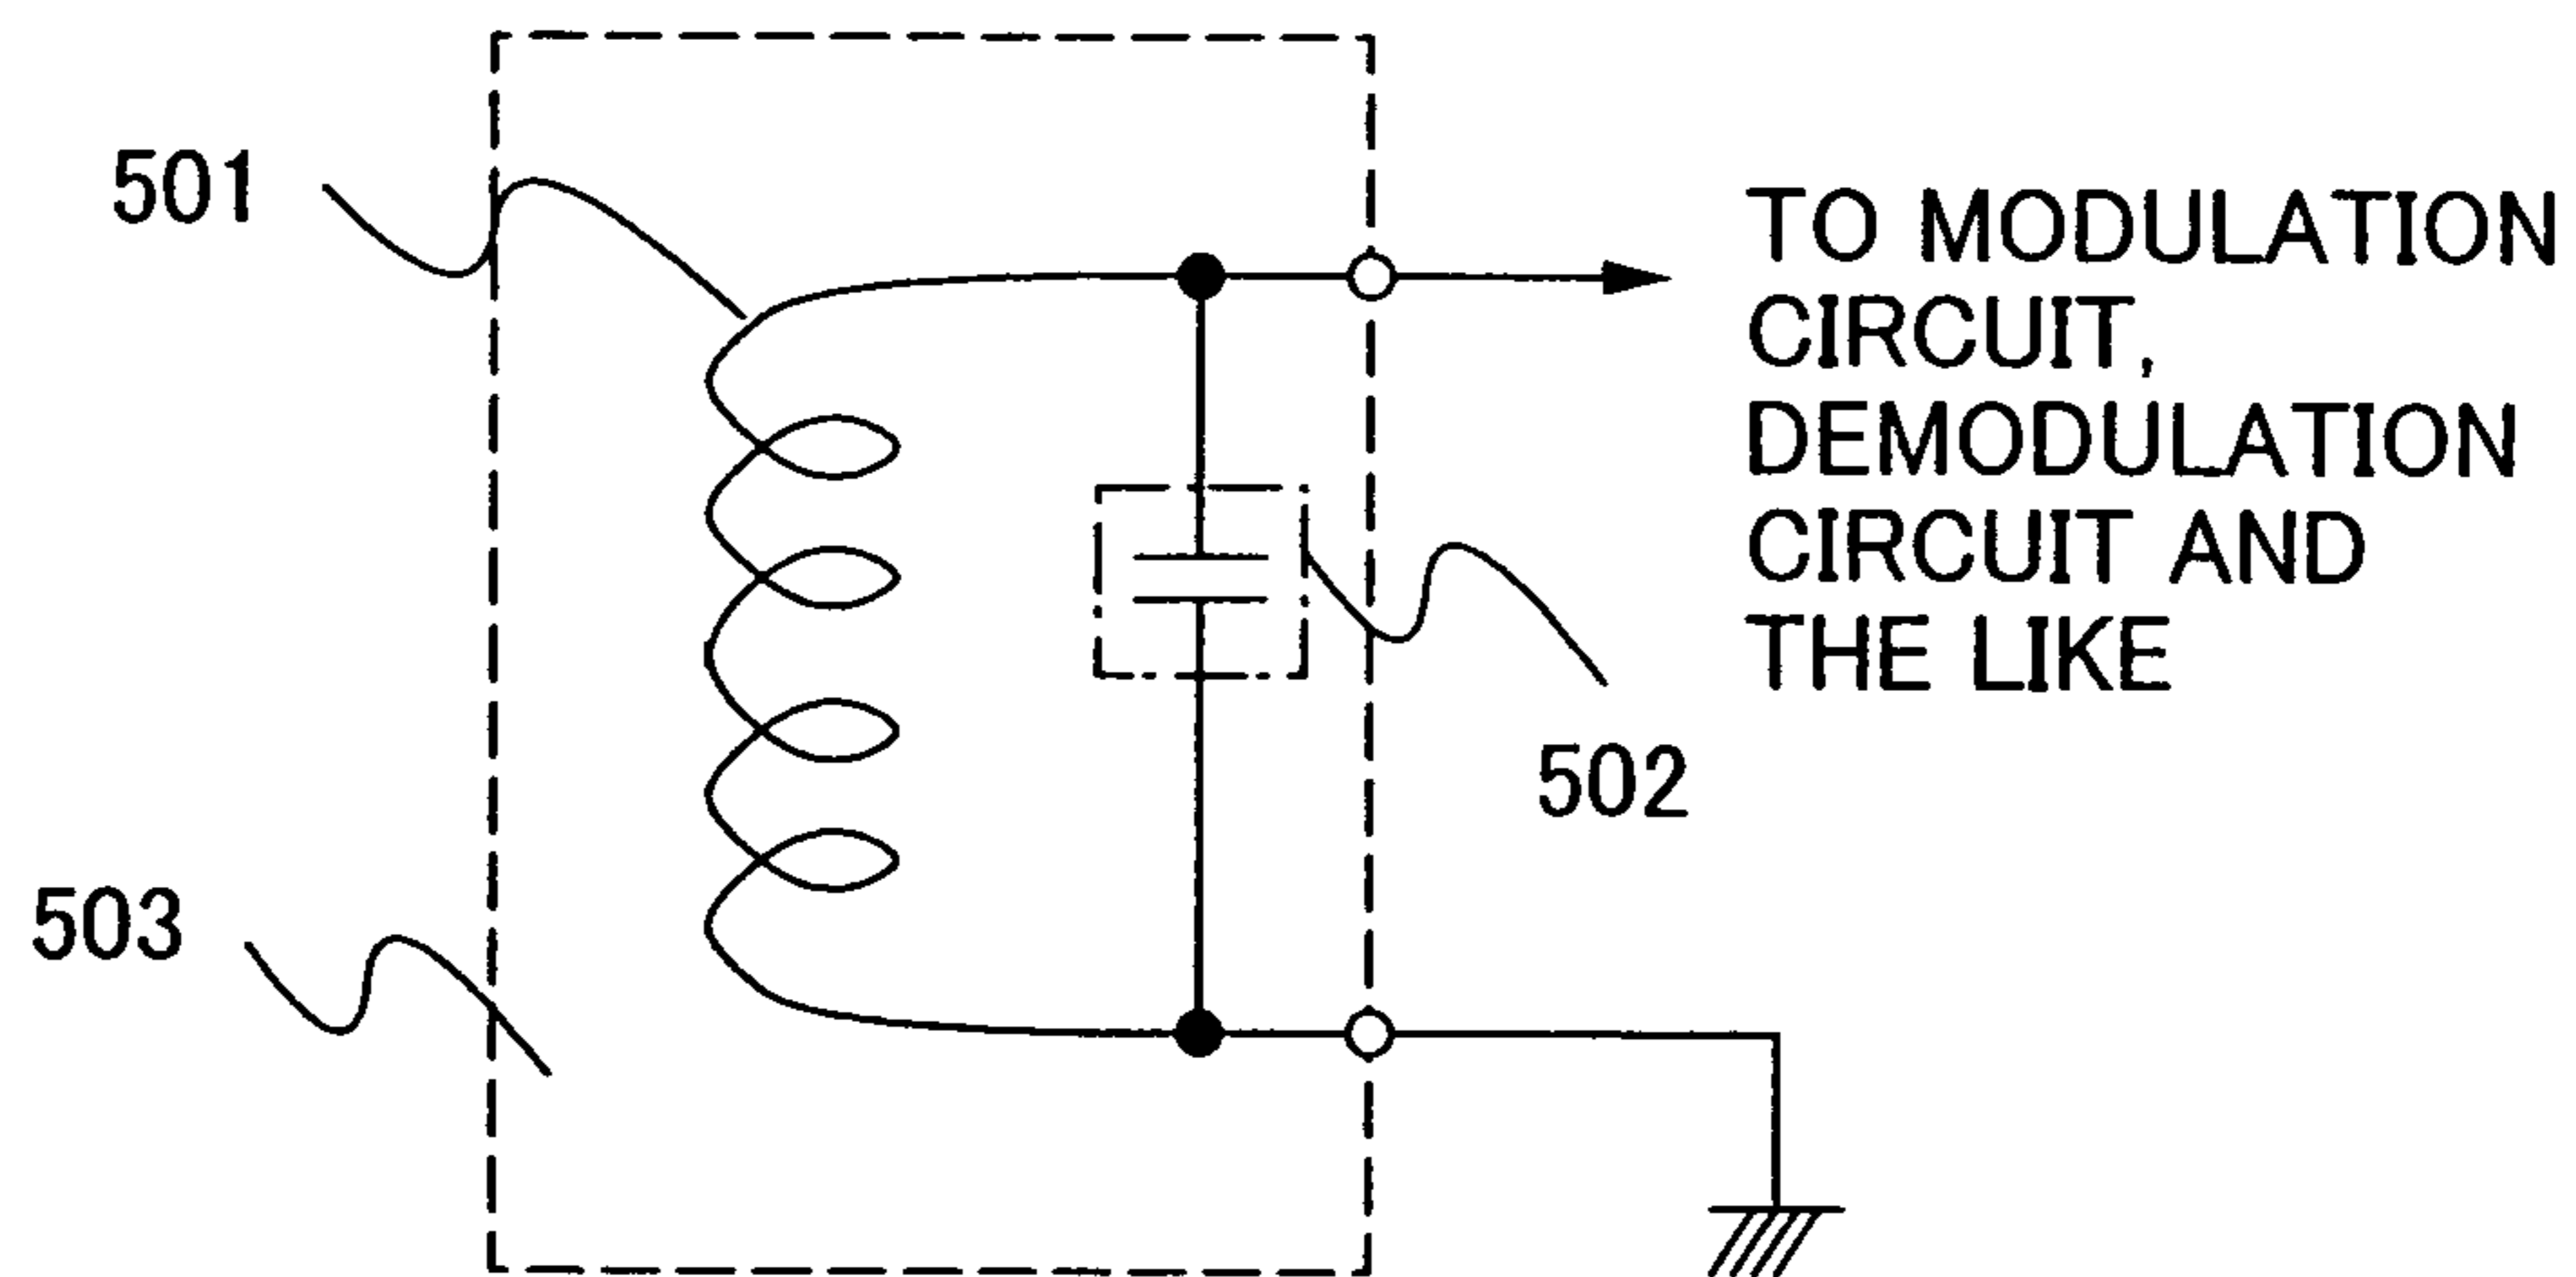 501
TO MODULATION
CIRCUIT,
DEMODULATION
CIRCUIT AND
THE LIKE
502
503